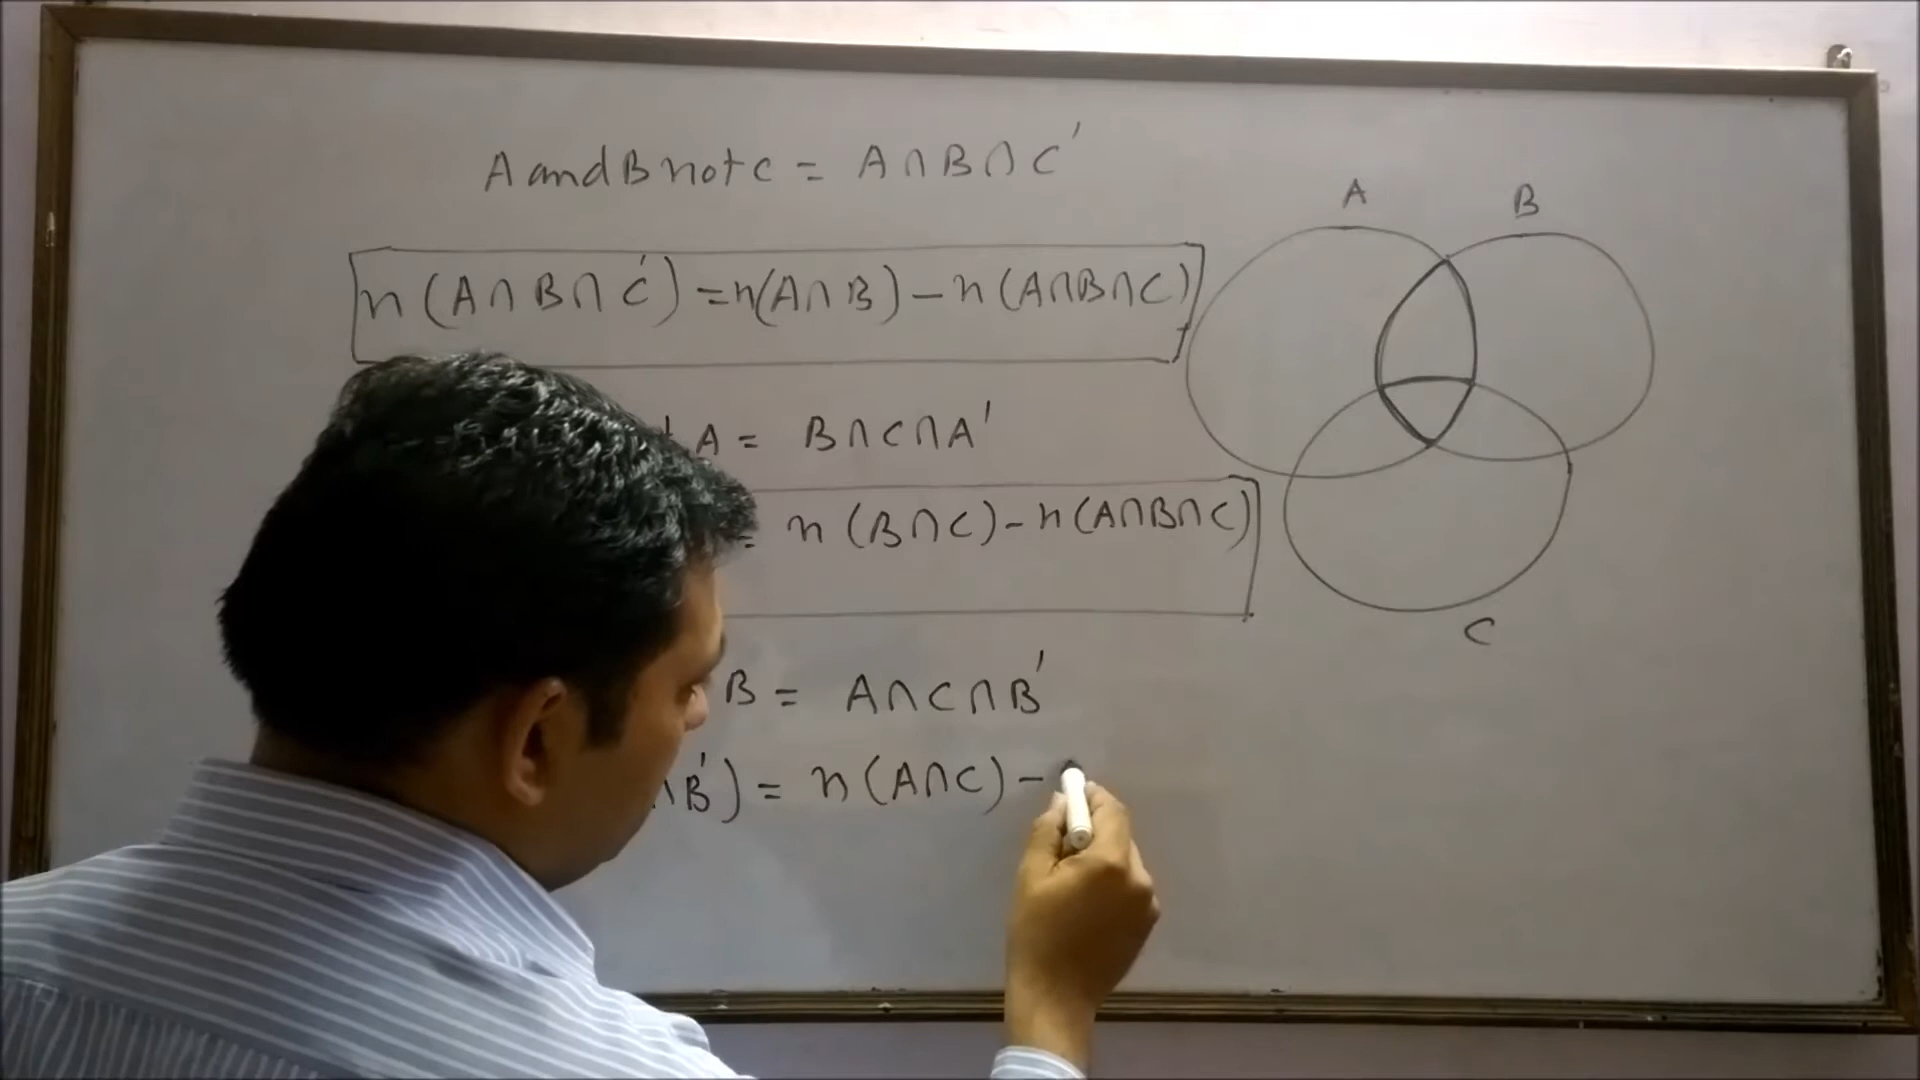 A and B not c = A∩B∩C'
n(A∩B∩C') = n(A∩B) - n(A∩B∩C)
A = B∩C∩A'
= n(B∩C) - n(A∩B∩C)
B = A∩C∩B'
∩B') = n(A∩C) -
A
B
C